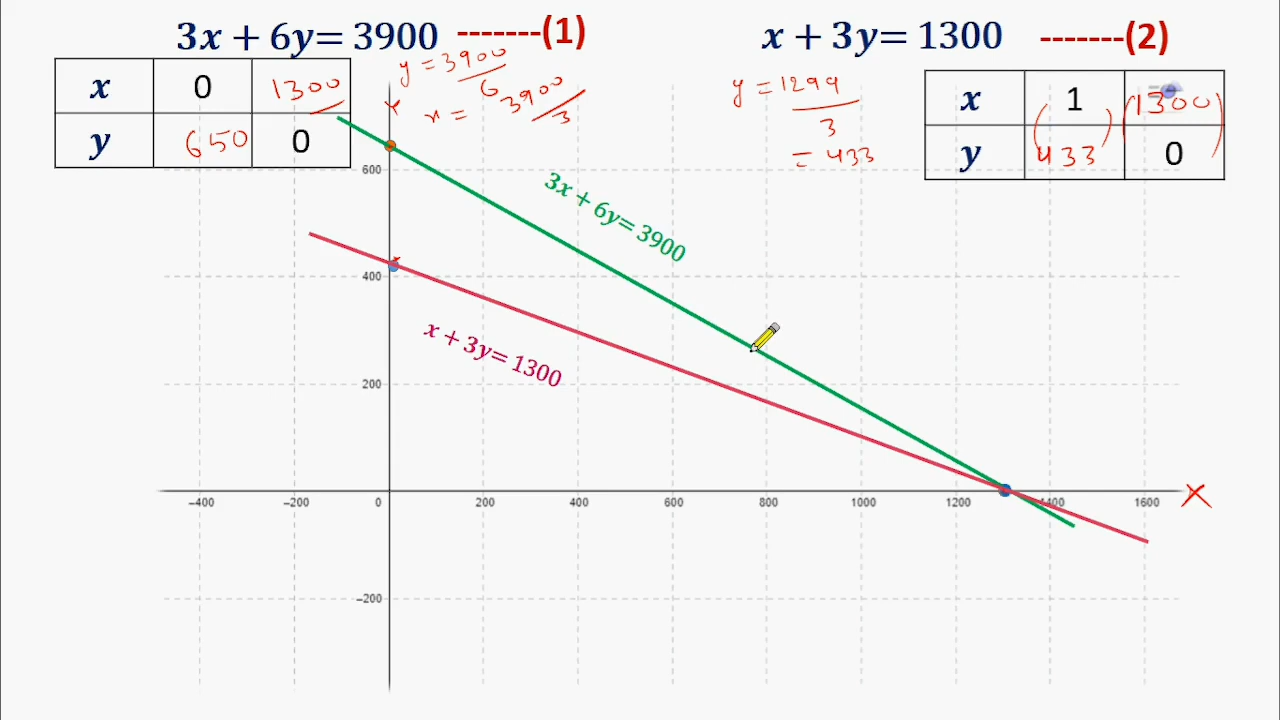 3x + 6y= 3900 -------(1)
x + 3y= 1300 -------(2)
x 0 1300
y 650 0
y = 3900
6
x = 3900/3
y = 1299
3
= 433
x 1 1300
y 433 0
3x + 6y= 3900
x + 3y= 1300
600
400
200
-400 -200 0 200 400 600 800 1000 1200 1400 1600 X
-200